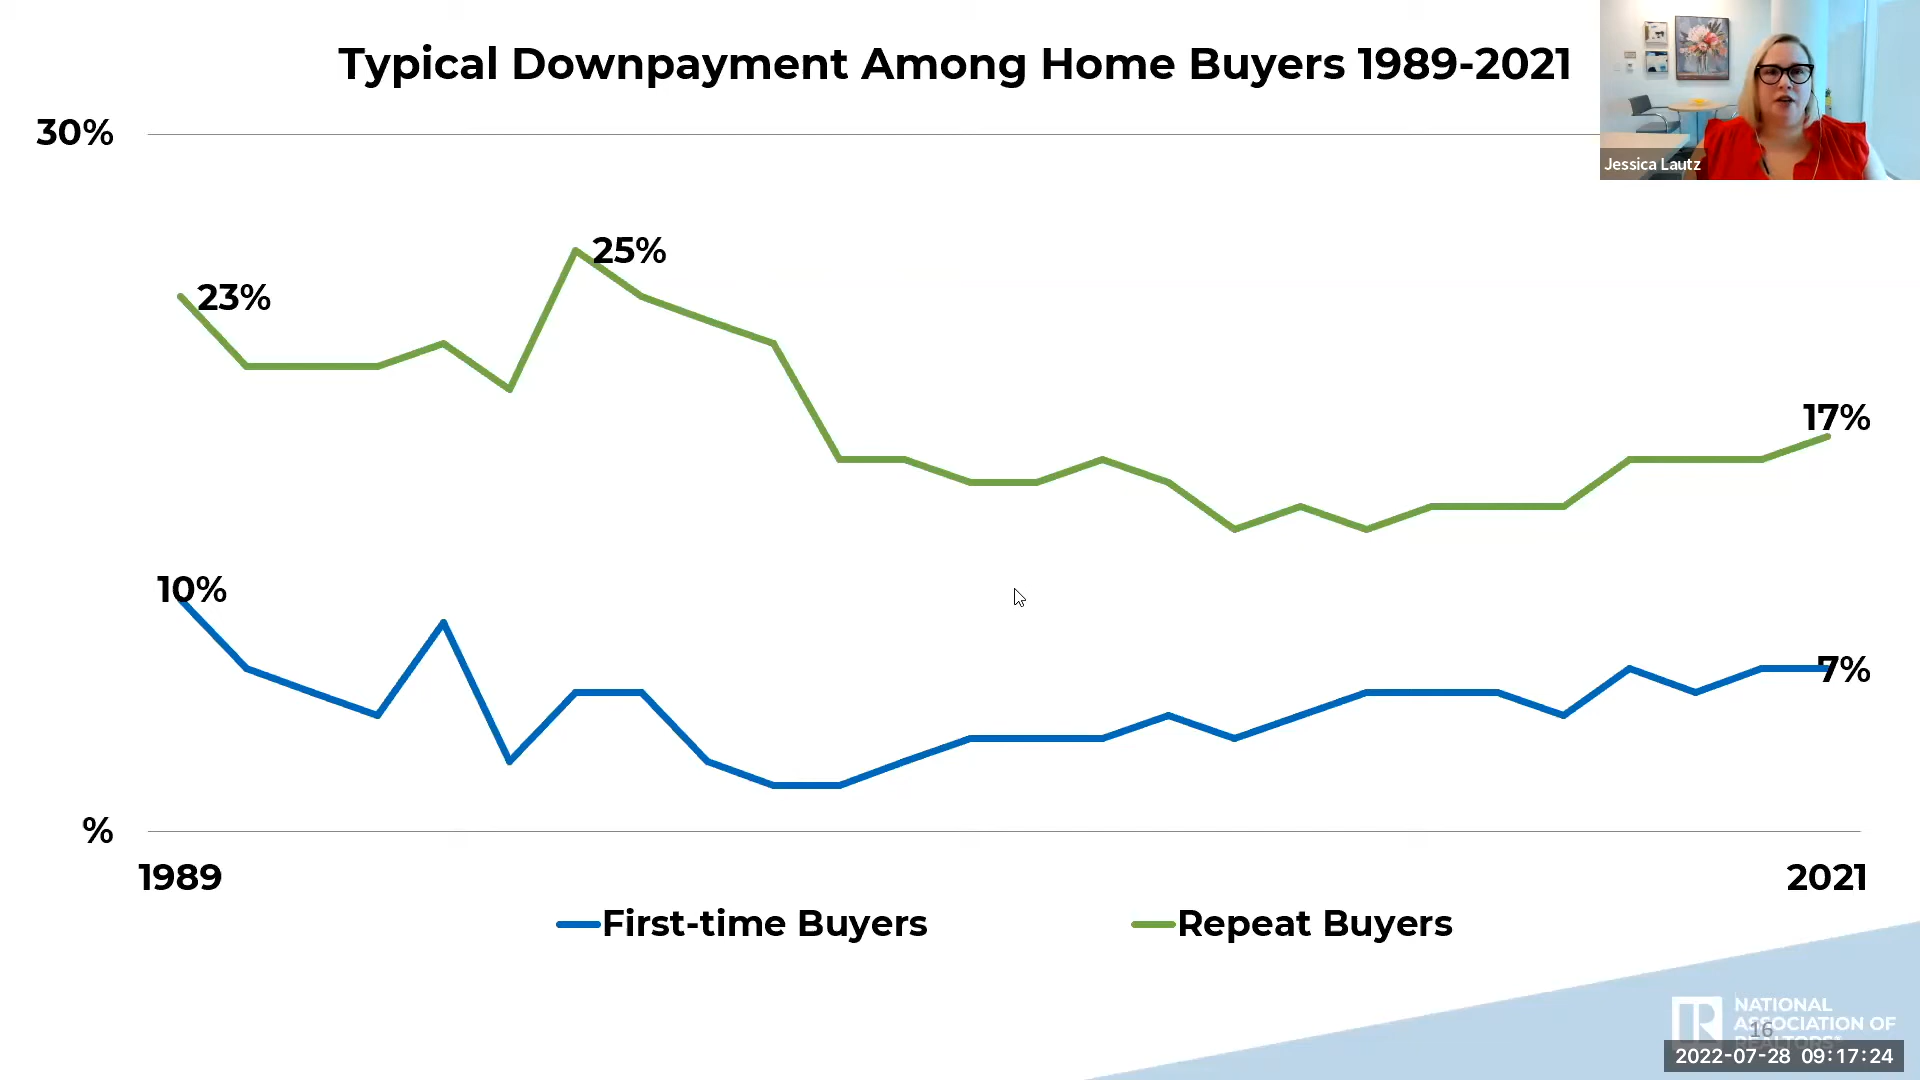 Typical Downpayment Among Home Buyers 1989-2021
Jessica Lautz
30%
25%
23%
17%
10%
7%
%
1989
2021
First-time Buyers
Repeat Buyers
NATIONAL
ASSOCIATION OF
REALTORS®
16
2022-07-28 09:17:24